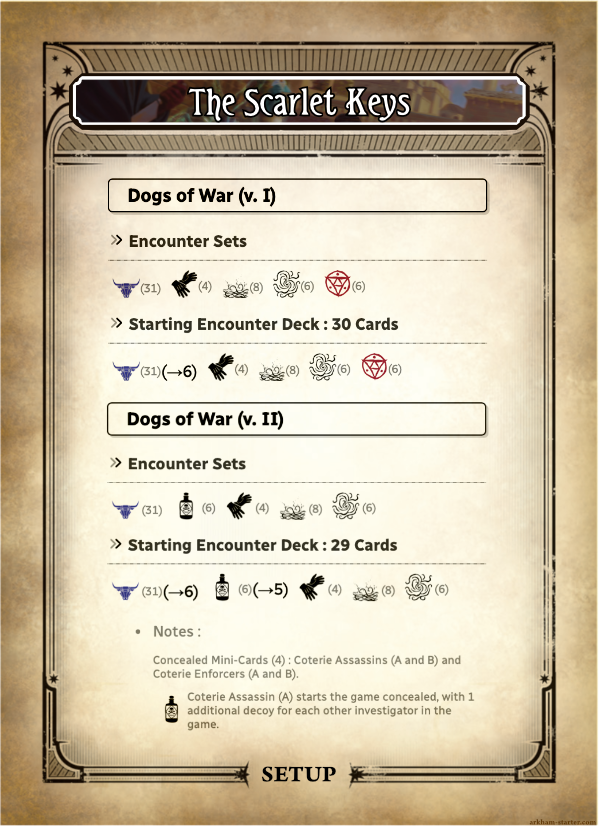 The Scarlet Keys
Dogs of War (v. I)
» Encounter Sets
(31) (4) (8) (6) (6)
» Starting Encounter Deck : 30 Cards
(31)(→6) (4) (8) (6) (6)
Dogs of War (v. II)
» Encounter Sets
(31) (6) (4) (8) (6)
» Starting Encounter Deck : 29 Cards
(31)(→6) (6)(→5) (4) (8) (6)
• Notes :
Concealed Mini-Cards (4) : Coterie Assassins (A and B) and
Coterie Enforcers (A and B).
Coterie Assassin (A) starts the game concealed, with 1
additional decoy for each other investigator in the
game.
SETUP
arkham-starter.com